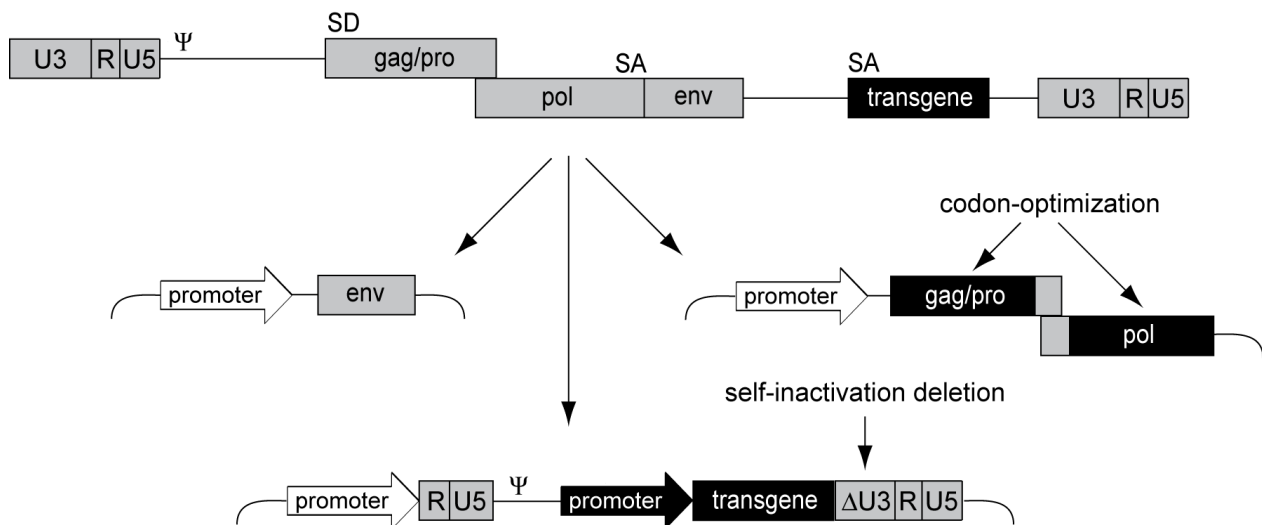 SD
U3 R U5 Ψ gag/pro SA SA
pol env transgene U3 R U5
codon-optimization
promoter env promoter gag/pro
pol
self-inactivation deletion
promoter R U5 Ψ promoter transgene ΔU3 R U5